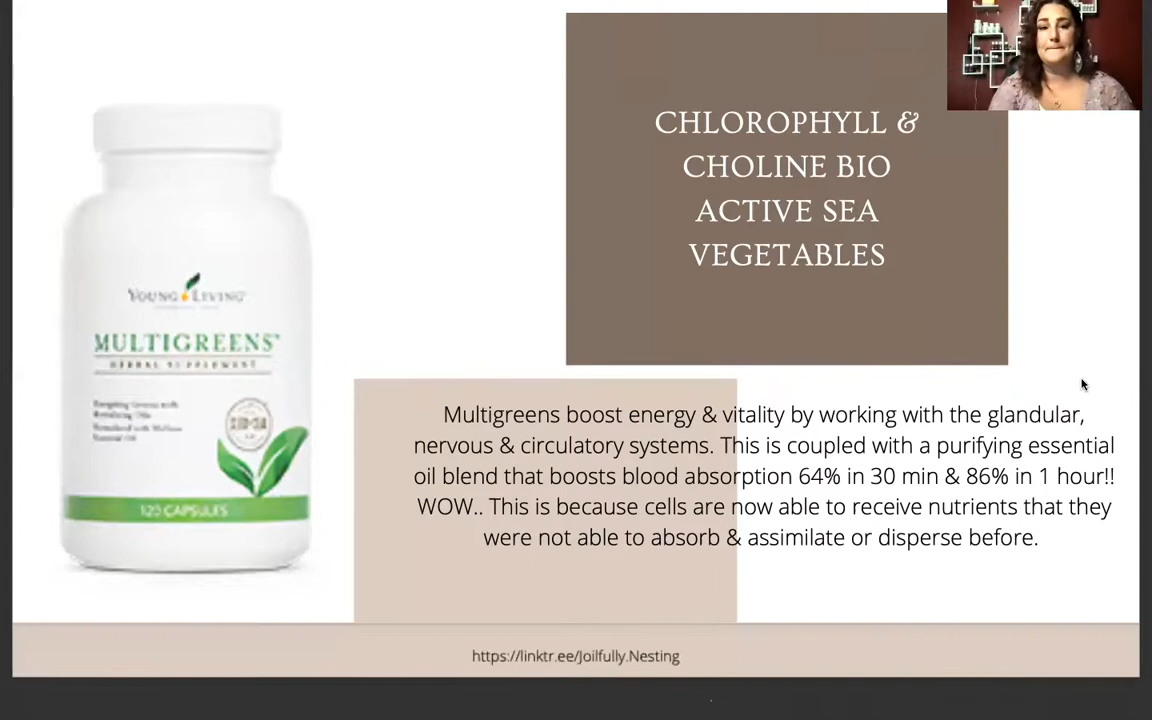 CHLOROPHYLL &
CHOLINE BIO
ACTIVE SEA
VEGETABLES
YOUNG LIVING
MULTIGREENS™
HERBAL SUPPLEMENT
120 CAPSULES
Multigreens boost energy & vitality by working with the glandular,
nervous & circulatory systems. This is coupled with a purifying essential
oil blend that boosts blood absorption 64% in 30 min & 86% in 1 hour!!
WOW.. This is because cells are now able to receive nutrients that they
were not able to absorb & assimilate or disperse before.
https://linktr.ee/Joilfully.Nesting